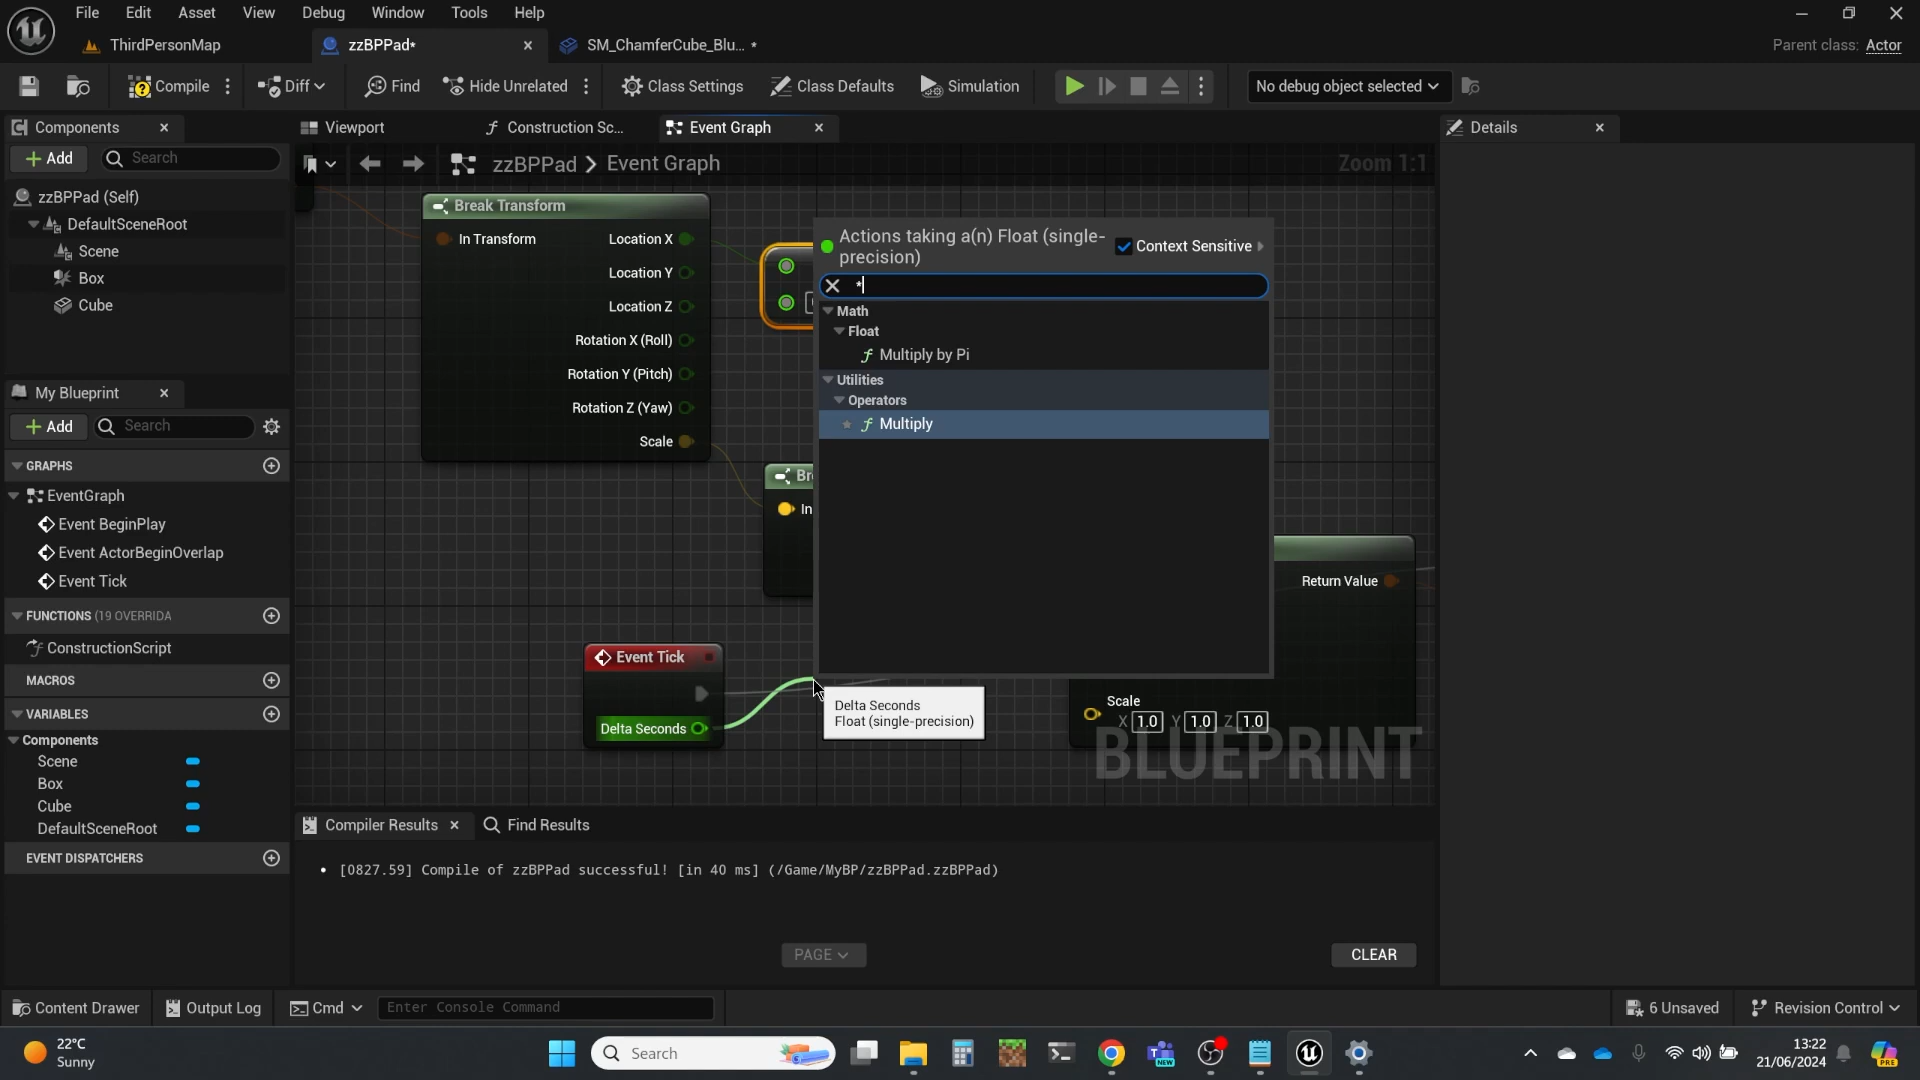 File Edit Asset View Debug Window Tools Help
ThirdPersonMap
zzBPPad*
SM_ChamferCube_Blu... *
Parent class: Actor
Compile
Diff
Find
Hide Unrelated
Class Settings
Class Defaults
Simulation
No debug object selected
Components
Add
Search
zzBPPad (Self)
DefaultSceneRoot
Scene
Box
Cube
My Blueprint
Add
Search
GRAPHS
EventGraph
Event BeginPlay
Event ActorBeginOverlap
Event Tick
FUNCTIONS (19 OVERRIDA
ConstructionScript
MACROS
VARIABLES
Components
Scene
Box
Cube
DefaultSceneRoot
EVENT DISPATCHERS
Viewport
Construction Sc...
Event Graph
zzBPPad > Event Graph
Zoom 1:1
Break Transform
In Transform
Location X
Location Y
Location Z
Rotation X (Roll)
Rotation Y (Pitch)
Rotation Z (Yaw)
Scale
Br
In
Event Tick
Delta Seconds
Actions taking a(n) Float (single-
precision)
Context Sensitive
*
Math
Float
Multiply by Pi
Utilities
Operators
Multiply
Delta Seconds
Float (single-precision)
Return Value
Scale
X 1.0 Y 1.0 Z 1.0
BLUEPRINT
Compiler Results
Find Results
• [0827.59] Compile of zzBPPad successful! [in 40 ms] (/Game/MyBP/zzBPPad.zzBPPad)
PAGE
CLEAR
Details
Content Drawer
Output Log
Cmd
Enter Console Command
6 Unsaved
Revision Control
22°C
Sunny
Search
NEW
13:22
21/06/2024
PRE